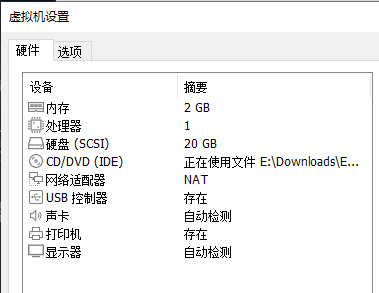 虚拟机设置
硬件 选项
设备 摘要
内存 2 GB
处理器 1
硬盘 (SCSI) 20 GB
CD/DVD (IDE) 正在使用文件 E:\Downloads\E...
网络适配器 NAT
USB 控制器 存在
声卡 自动检测
打印机 存在
显示器 自动检测